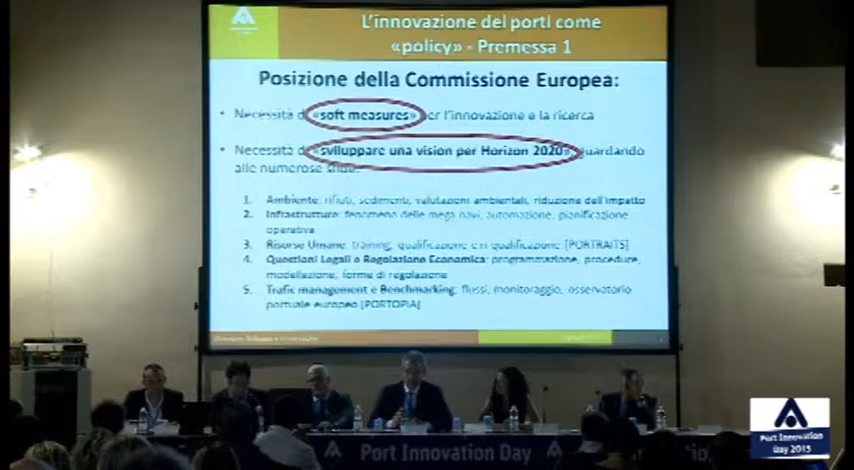 L'innovazione dei porti come
«policy» - Premessa 1
Posizione della Commissione Europea:
• Necessità di «soft measures» per l'innovazione e la ricerca
• Necessità di «sviluppare una vision per Horizon 2020», guardando
alle numerose sfide:
1. Ambiente: rifiuti, sedimenti, valutazioni ambientali, riduzione dell'impatto
2. Infrastrutture: fenomeno delle mega navi, automazione, pianificazione
operativa
3. Risorse Umane: training, qualificazione e ri qualificazione [PORTRAITS]
4. Questioni Legali e Regolazione Economica: programmazione, procedure,
modellazione, forme di regolazione
5. Trafic management e Benchmarking: flussi, monitoraggio, osservatorio
portuale europeo [PORTOPIA]
Port Innovation Day
Port Innovation
Day 2015